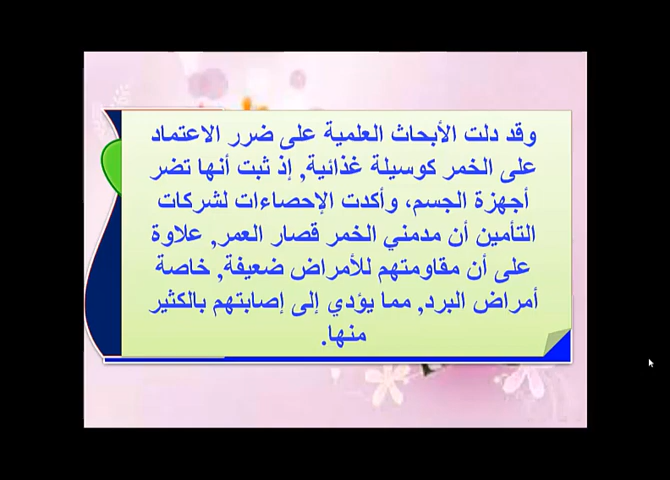 وقد دلت الأبحاث العلمية على ضرر الاعتماد
على الخمر كوسيلة غذائية, إذ ثبت أنها تضر
أجهزة الجسم، وأكدت الإحصاءات لشركات
التأمين أن مدمني الخمر قصار العمر, علاوة
على أن مقاومتهم للأمراض ضعيفة, خاصة
أمراض البرد, مما يؤدي إلى إصابتهم بالكثير
منها.